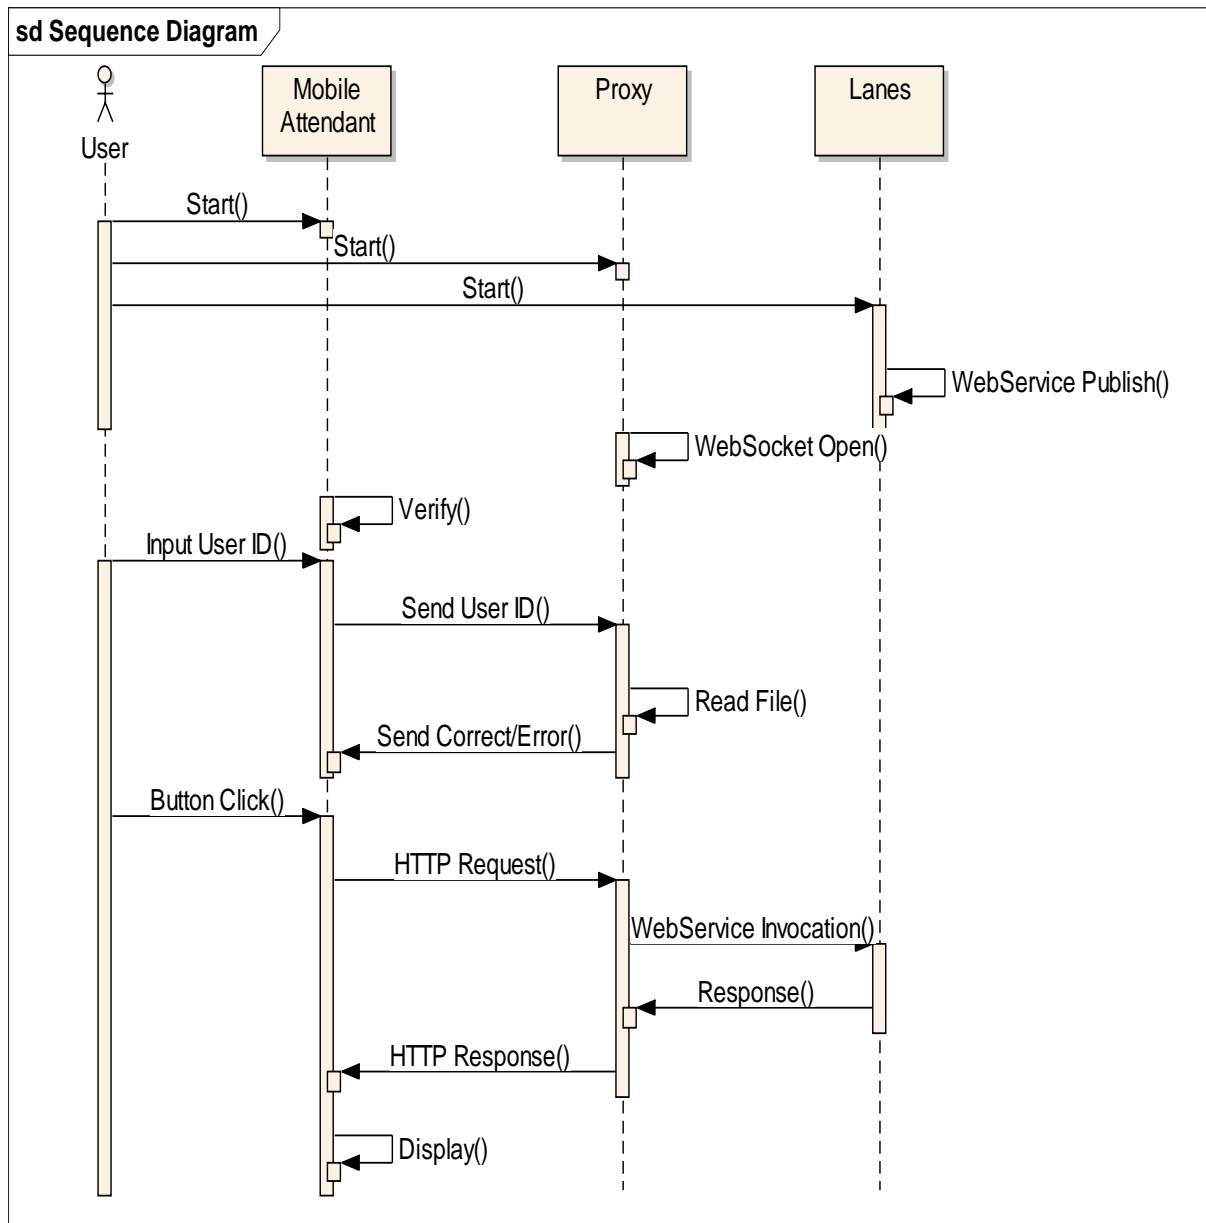 sd Sequence Diagram
User
Mobile
Attendant
Proxy
Lanes
Start()
Start()
Start()
WebService Publish()
WebSocket Open()
Verify()
Input User ID()
Send User ID()
Read File()
Send Correct/Error()
Button Click()
HTTP Request()
WebService Invocation()
Response()
HTTP Response()
Display()